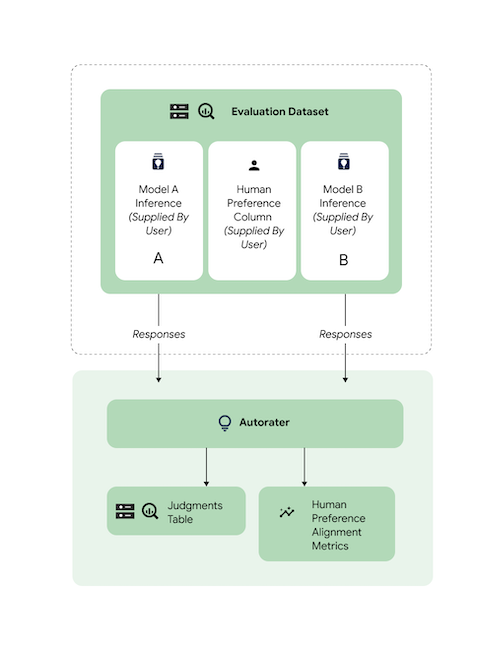 Evaluation Dataset
Model A
Inference
(Supplied By
User)
A
Human
Preference
Column
(Supplied By
User)
Model B
Inference
(Supplied By
User)
B
Responses
Responses
Autorater
Judgments
Table
Human
Preference
Alignment
Metrics